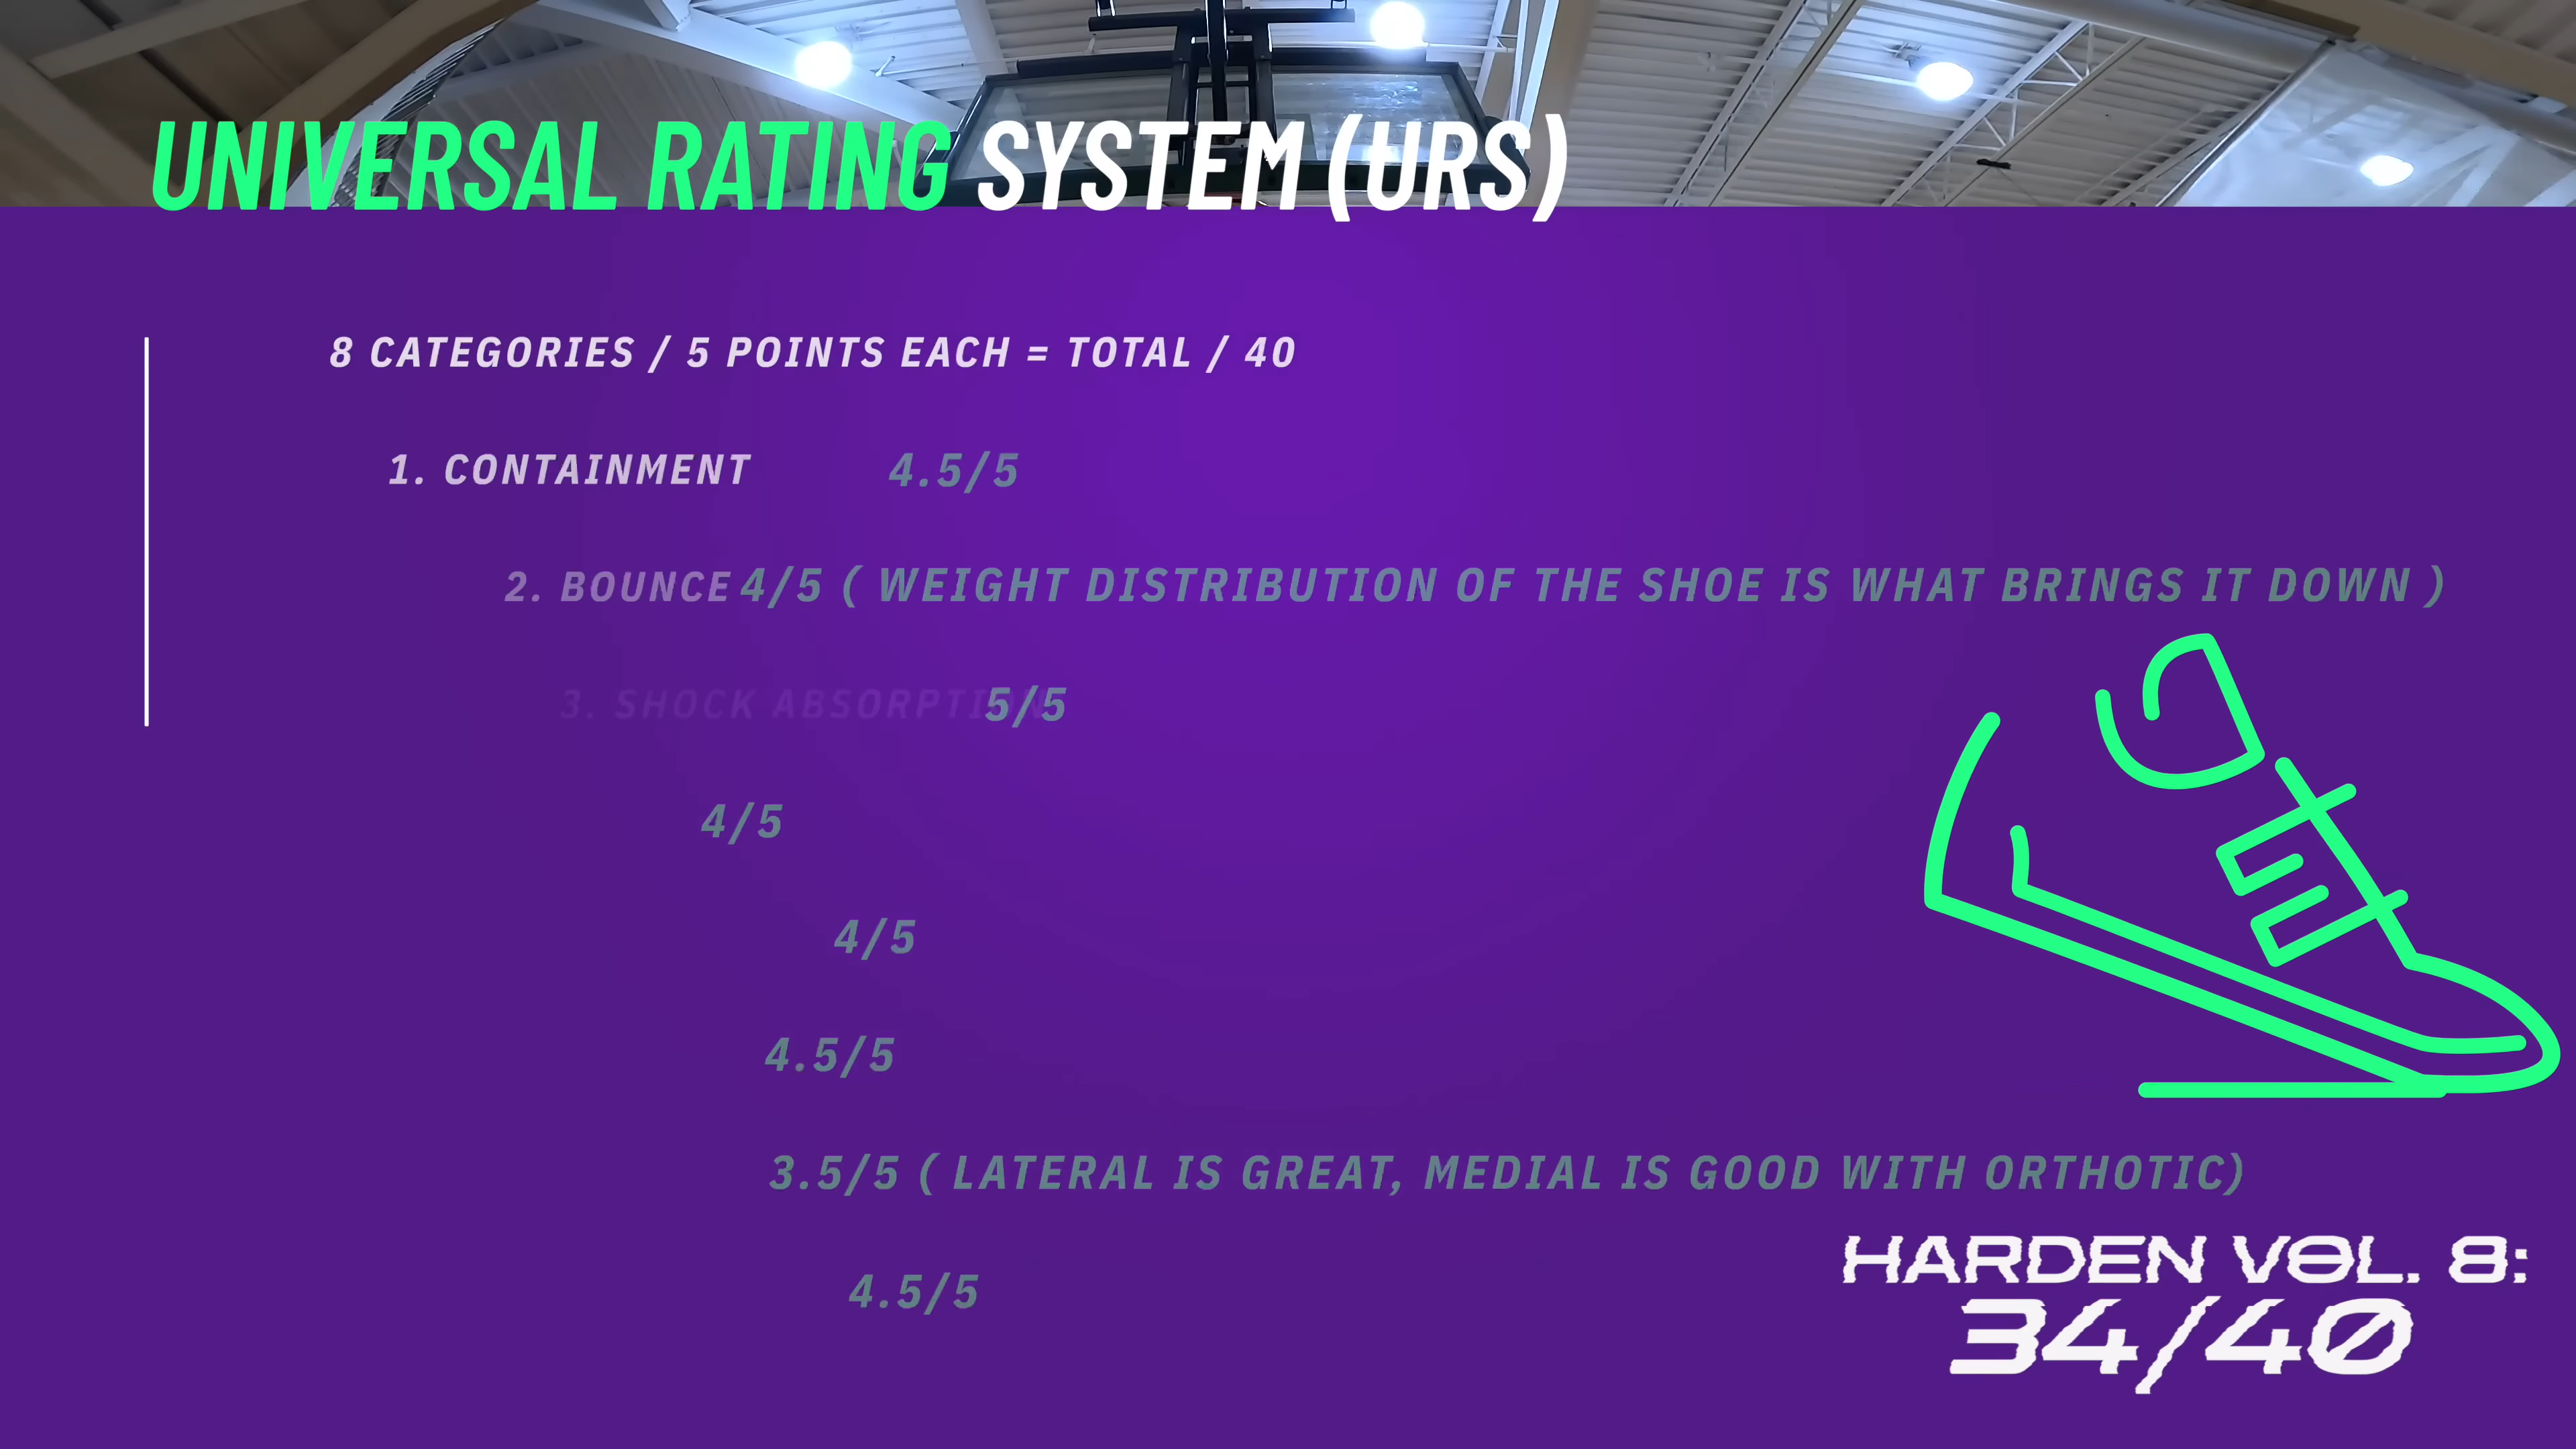 UNIVERSAL RATING SYSTEM (URS)
8 CATEGORIES / 5 POINTS EACH = TOTAL / 40
1. CONTAINMENT 4.5/5
2. BOUNCE 4/5 ( WEIGHT DISTRIBUTION OF THE SHOE IS WHAT BRINGS IT DOWN )
3. SHOCK ABSORPTION 5/5
4/5
4/5
4.5/5
3.5/5 ( LATERAL IS GREAT, MEDIAL IS GOOD WITH ORTHOTIC)
4.5/5
HARDEN VOL. 8:
34/40